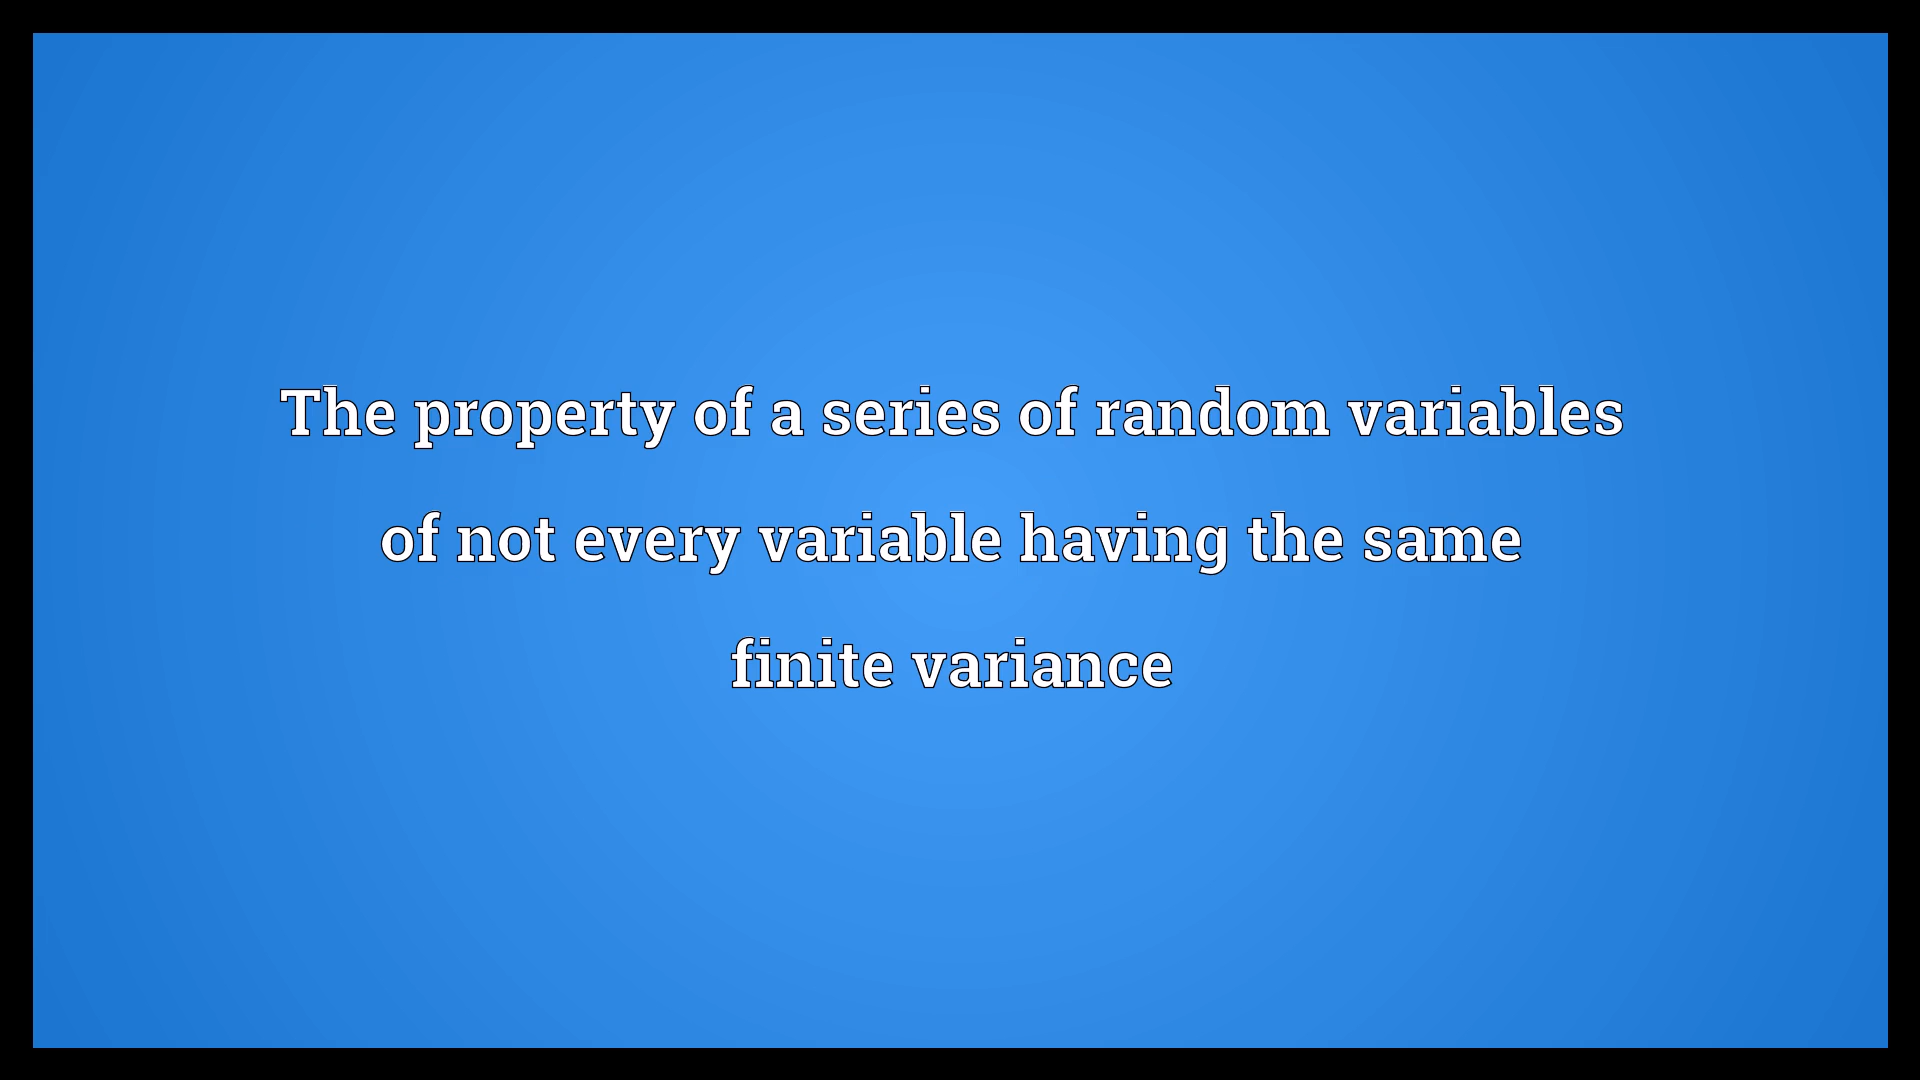 The property of a series of random variables
of not every variable having the same
finite variance